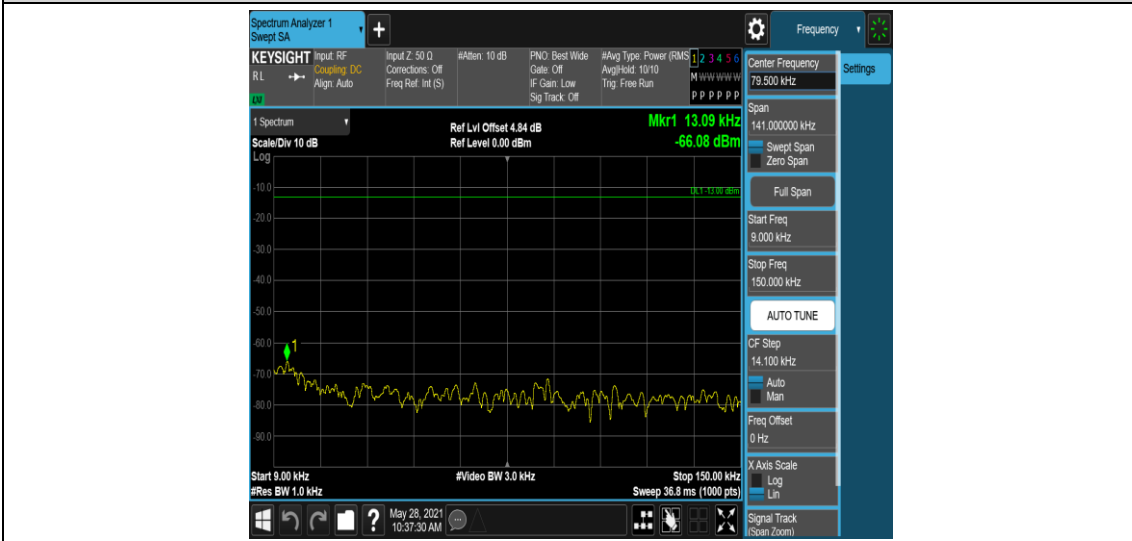 Spectrum Analyzer 1
Swept SA
+
Frequency
KEYSIGHT
RL
LXI
Input: RF
Coupling: DC
Align: Auto
Input Z: 50 Ω
Corrections: Off
Freq Ref: Int (S)
#Atten: 10 dB
PNO: Best Wide
Gate: Off
IF Gain: Low
Sig Track: Off
#Avg Type: Power (RMS
Avg|Hold: 10/10
Trig: Free Run
1 2 3 4 5 6
M W W W W W
P P P P P P
Center Frequency
79.500 kHz
Settings
Span
141.000000 kHz
Swept Span
Zero Span
Full Span
Start Freq
9.000 kHz
Stop Freq
150.000 kHz
AUTO TUNE
CF Step
14.100 kHz
Auto
Man
Freq Offset
0 Hz
X Axis Scale
Log
Lin
Signal Track
(Span Zoom)
1 Spectrum
Scale/Div 10 dB
Log
Ref Lvl Offset 4.84 dB
Ref Level 0.00 dBm
Mkr1 13.09 kHz
-66.08 dBm
DL1 -13.00 dBm
-10.0
-20.0
-30.0
-40.0
-50.0
-60.0
1
-70.0
-80.0
-90.0
Start 9.00 kHz
#Res BW 1.0 kHz
#Video BW 3.0 kHz
Stop 150.00 kHz
Sweep 36.8 ms (1000 pts)
?
May 28, 2021
10:37:30 AM